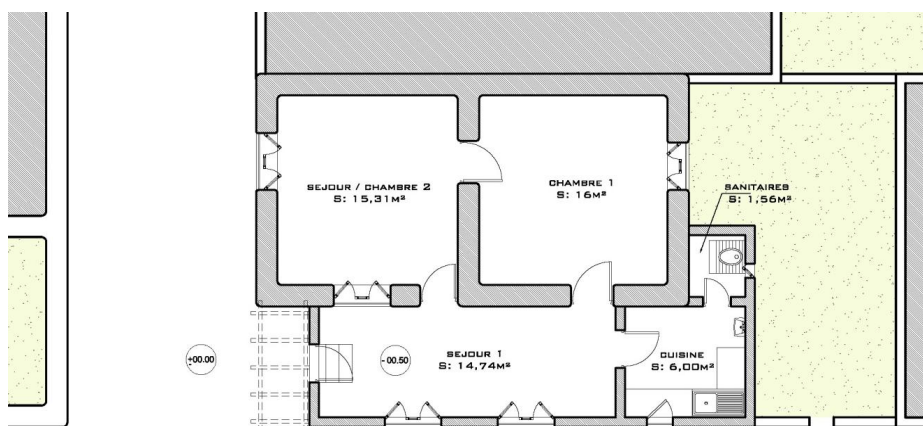 SEJOUR / CHAMBRE 2
S: 15,31M²
CHAMBRE 1
S: 16M²
SANITAIRES
S: 1,56M²
±00.00
-00.50
SEJOUR 1
S: 14,74M²
CUISINE
S: 6,00M²